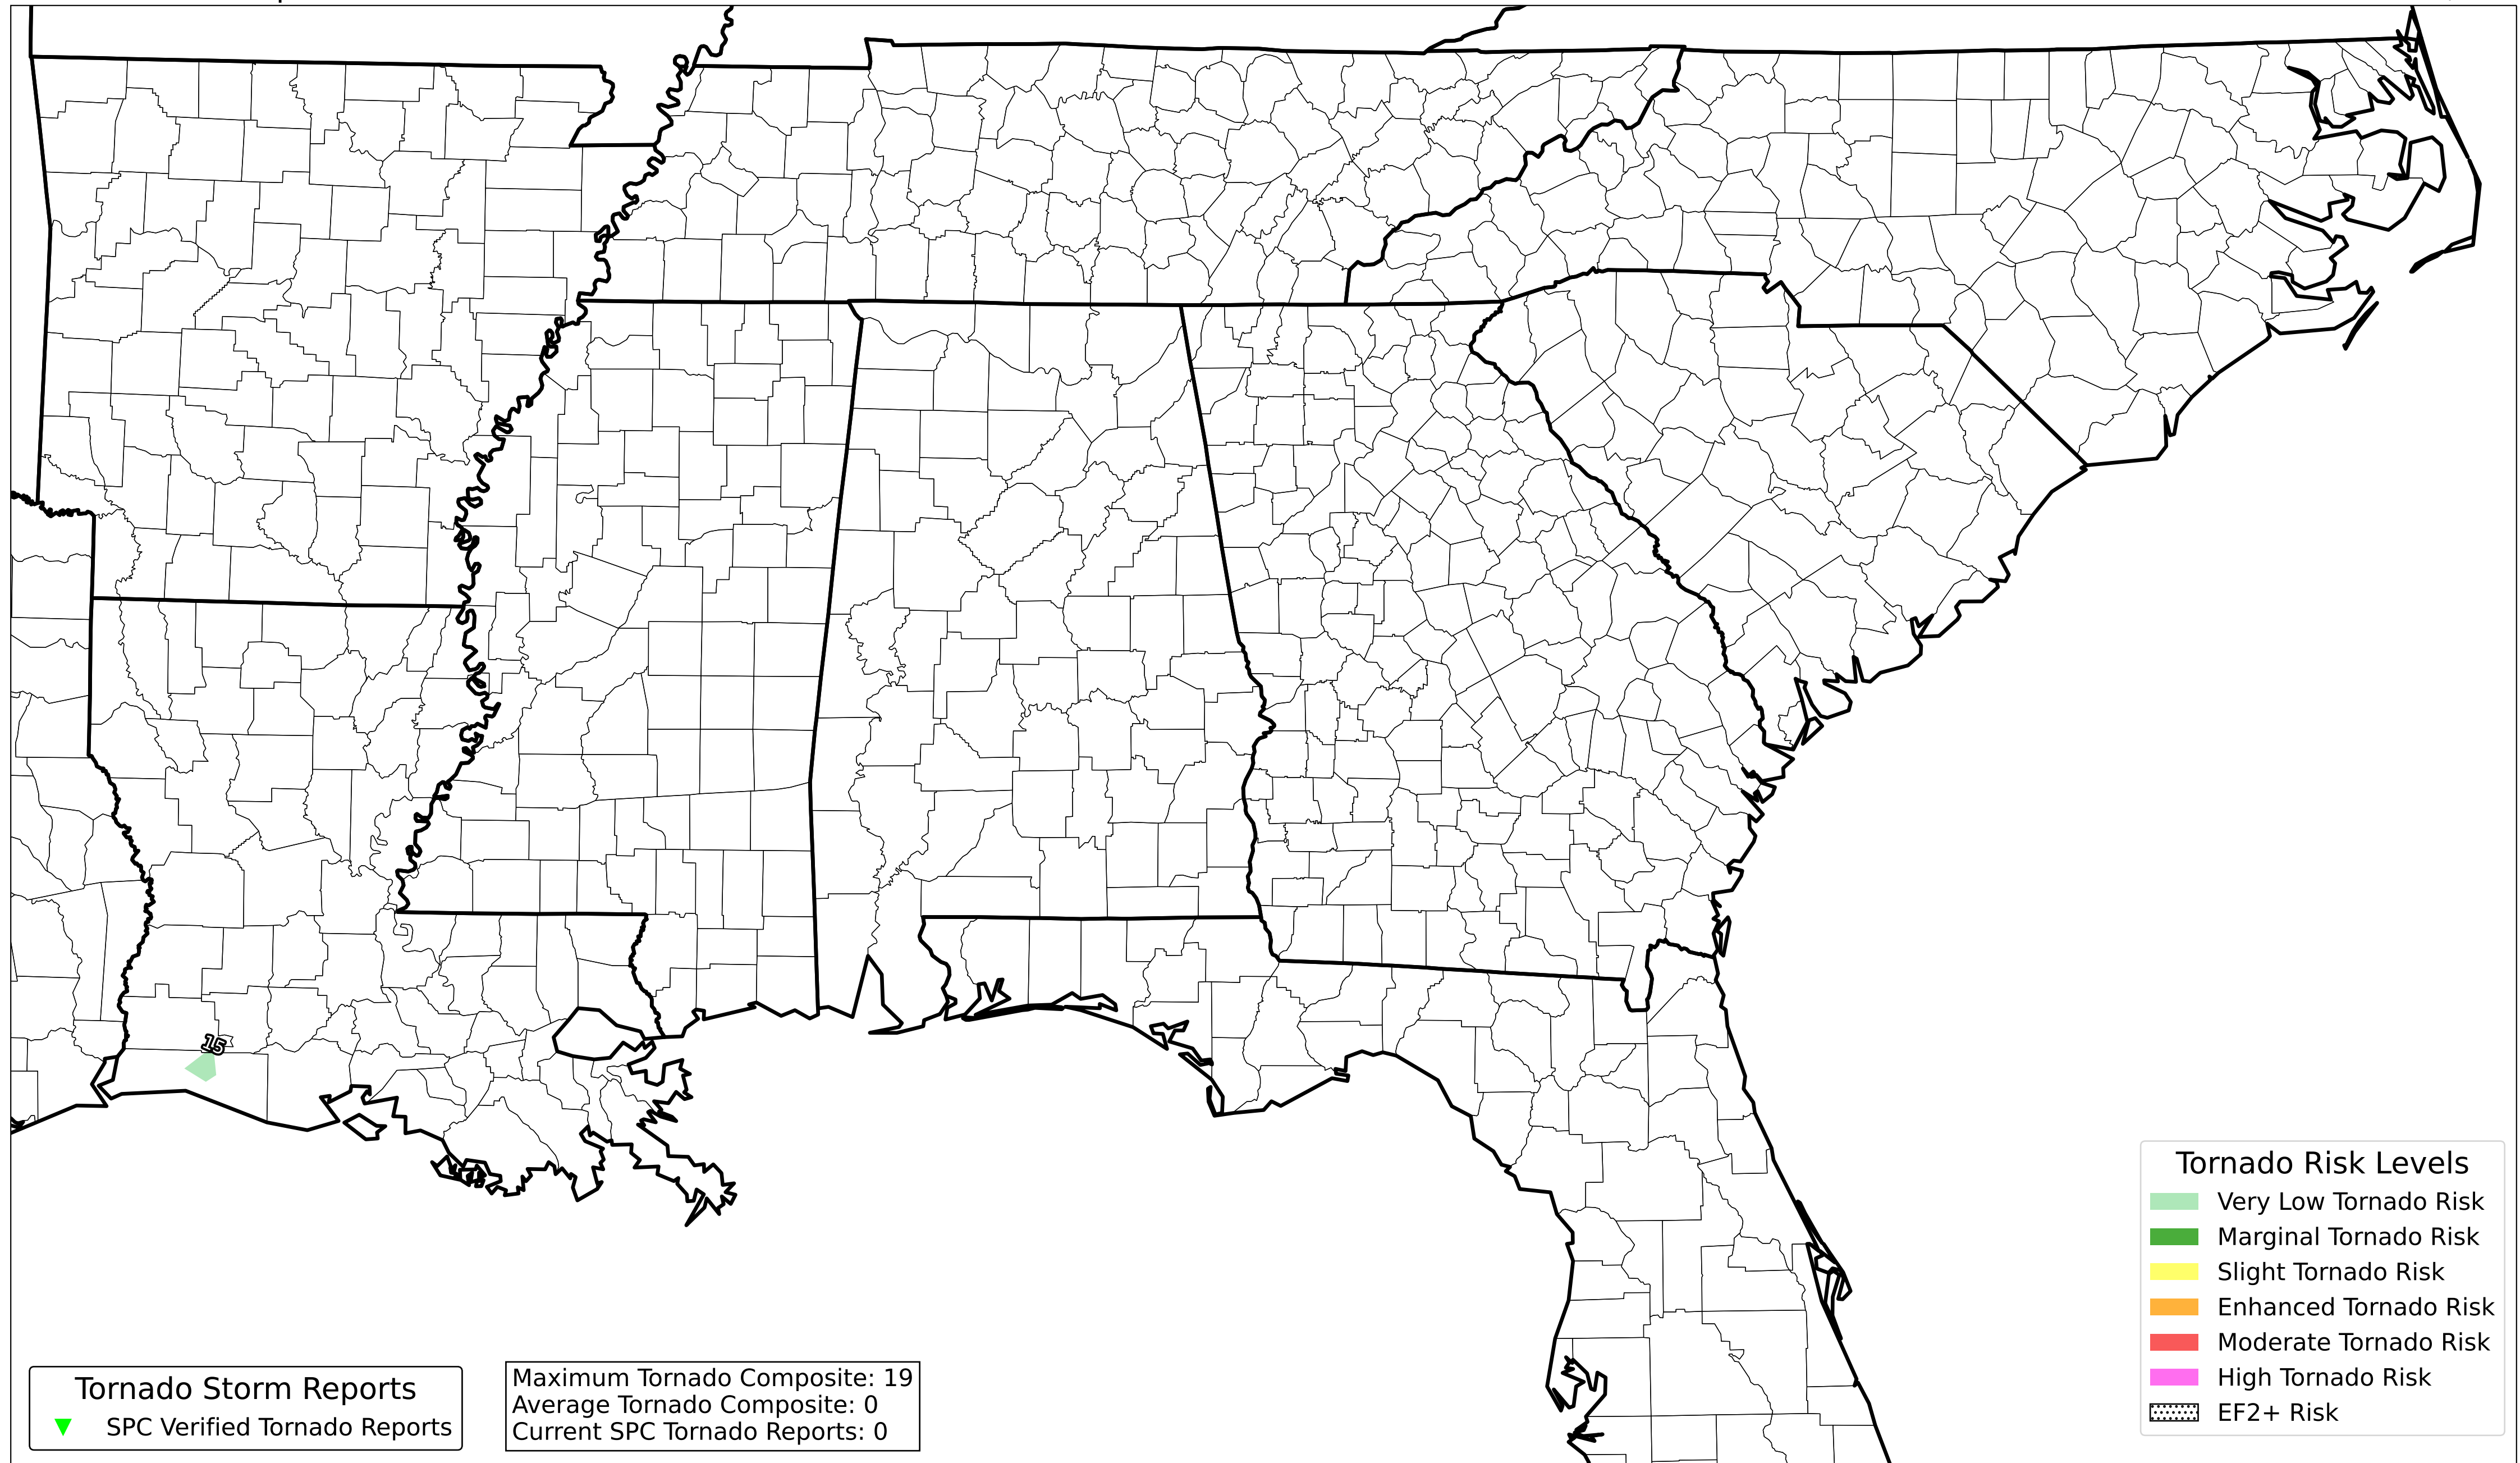 15
Tornado Risk Levels
Very Low Tornado Risk
Marginal Tornado Risk
Slight Tornado Risk
Enhanced Tornado Risk
Moderate Tornado Risk
High Tornado Risk
EF2+ Risk
Tornado Storm Reports
SPC Verified Tornado Reports
Maximum Tornado Composite: 19
Average Tornado Composite: 0
Current SPC Tornado Reports: 0